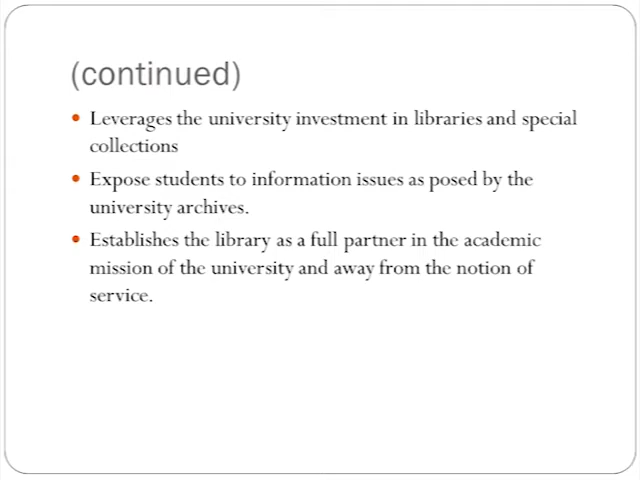 (continued)
Leverages the university investment in libraries and special
collections
Expose students to information issues as posed by the
university archives.
Establishes the library as a full partner in the academic
mission of the university and away from the notion of
service.